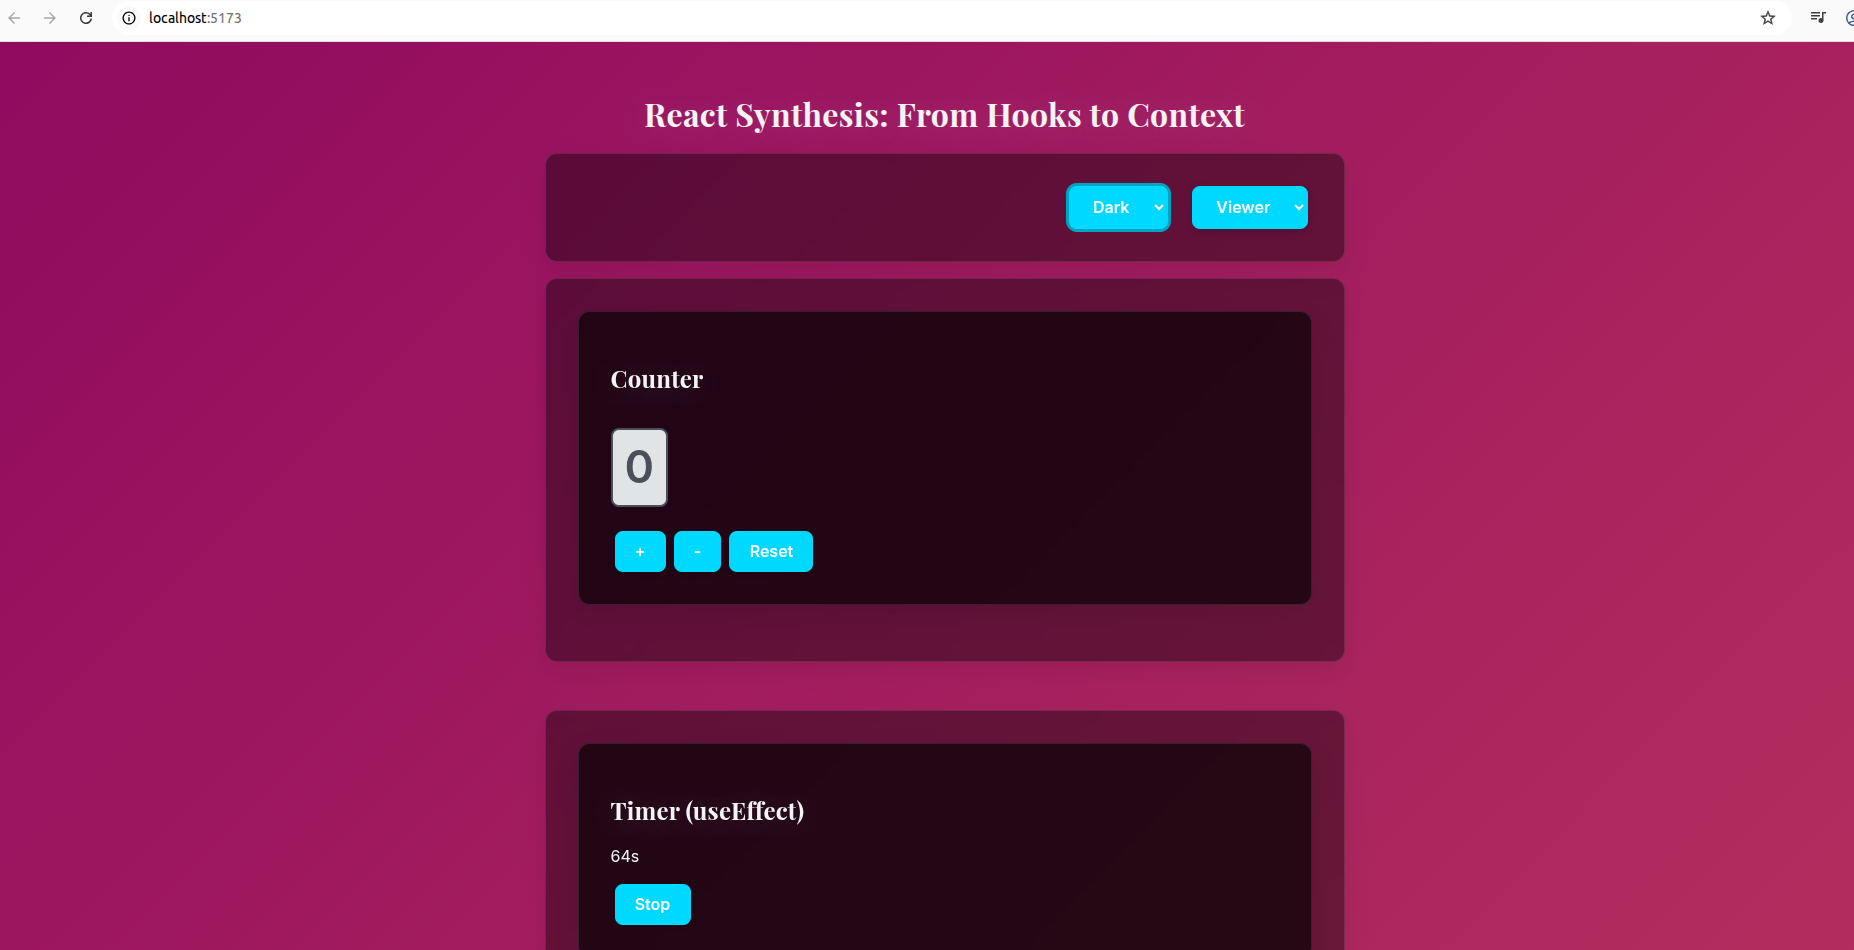 localhost:5173
React Synthesis: From Hooks to Context
Dark Viewer
Counter
0
+ - Reset
Timer (useEffect)
64s
Stop